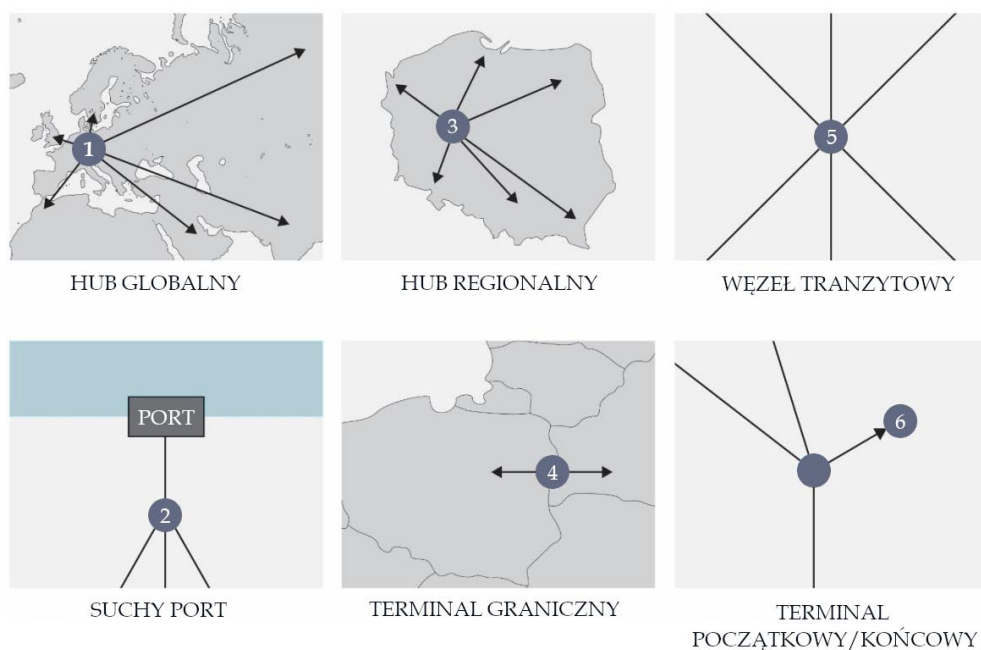 1
3
5
HUB GLOBALNY
HUB REGIONALNY
WĘZEŁ TRANZYTOWY
PORT
2
4
6
SUCHY PORT
TERMINAL GRANICZNY
TERMINAL
POCZĄTKOWY/KOŃCOWY